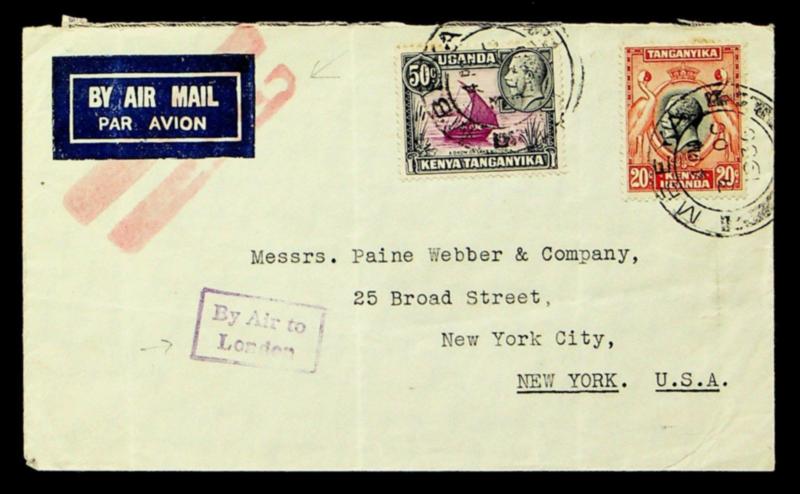 BY AIR MAIL
PAR AVION
50c
UGANDA
KENYA TANGANYIKA
TANGANYIKA
20c
KENYA
UGANDA
20c
Messrs. Paine Webber & Company,
25 Broad Street,
New York City,
NEW YORK. U.S.A.
By Air to
London